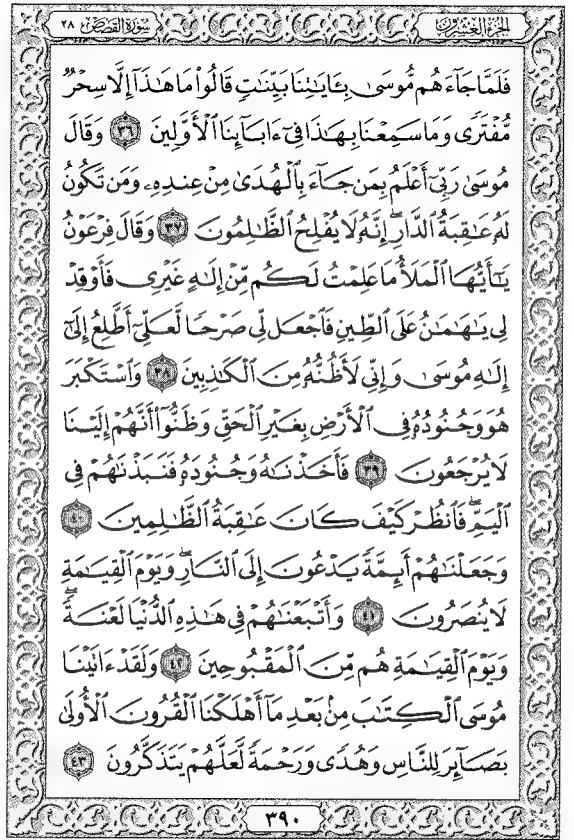 الجزء العشرون سورة القصص ٢٨
فَلَمَّا جَآءَهُم مُّوسَىٰ بِـَٔايَٰتِنَا بَيِّنَٰتٖ قَالُواْ مَا هَٰذَآ إِلَّا سِحۡرٞ
مُّفۡتَرٗى وَمَا سَمِعۡنَا بِهَٰذَا فِيٓ ءَابَآئِنَا ٱلۡأَوَّلِينَ ٣٦ وَقَالَ
مُوسَىٰ رَبِّيٓ أَعۡلَمُ بِمَن جَآءَ بِٱلۡهُدَىٰ مِنۡ عِندِهِۦ وَمَن تَكُونُ
لَهُۥ عَٰقِبَةُ ٱلدَّارِۚ إِنَّهُۥ لَا يُفۡلِحُ ٱلظَّٰلِمُونَ ٣٧ وَقَالَ فِرۡعَوۡنُ
يَٰٓأَيُّهَا ٱلۡمَلَأُ مَا عَلِمۡتُ لَكُم مِّنۡ إِلَٰهٍ غَيۡرِي فَأَوۡقِدۡ
لِي يَٰهَٰمَٰنُ عَلَى ٱلطِّينِ فَٱجۡعَل لِّي صَرۡحٗا لَّعَلِّيٓ أَطَّلِعُ إِلَىٰٓ
إِلَٰهِ مُوسَىٰ وَإِنِّي لَأَظُنُّهُۥ مِنَ ٱلۡكَٰذِبِينَ ٣٨ وَٱسۡتَكۡبَرَ
هُوَ وَجُنُودُهُۥ فِي ٱلۡأَرۡضِ بِغَيۡرِ ٱلۡحَقِّ وَظَنُّوٓاْ أَنَّهُمۡ إِلَيۡنَا
لَا يُرۡجَعُونَ ٣٩ فَأَخَذۡنَٰهُ وَجُنُودَهُۥ فَنَبَذۡنَٰهُمۡ فِي
ٱلۡيَمِّۖ فَٱنظُرۡ كَيۡفَ كَانَ عَٰقِبَةُ ٱلظَّٰلِمِينَ ٤٠
وَجَعَلۡنَٰهُمۡ أَئِمَّةٗ يَدۡعُونَ إِلَى ٱلنَّارِۖ وَيَوۡمَ ٱلۡقِيَٰمَةِ
لَا يُنصَرُونَ ٤١ وَأَتۡبَعۡنَٰهُمۡ فِي هَٰذِهِ ٱلدُّنۡيَا لَعۡنَةٗۖ
وَيَوۡمَ ٱلۡقِيَٰمَةِ هُم مِّنَ ٱلۡمَقۡبُوحِينَ ٤٢ وَلَقَدۡ ءَاتَيۡنَا
مُوسَى ٱلۡكِتَٰبَ مِنۢ بَعۡدِ مَآ أَهۡلَكۡنَا ٱلۡقُرُونَ ٱلۡأُولَىٰ
بَصَآئِرَ لِلنَّاسِ وَهُدٗى وَرَحۡمَةٗ لَّعَلَّهُمۡ يَتَذَكَّرُونَ ٤٣
٣٩٠